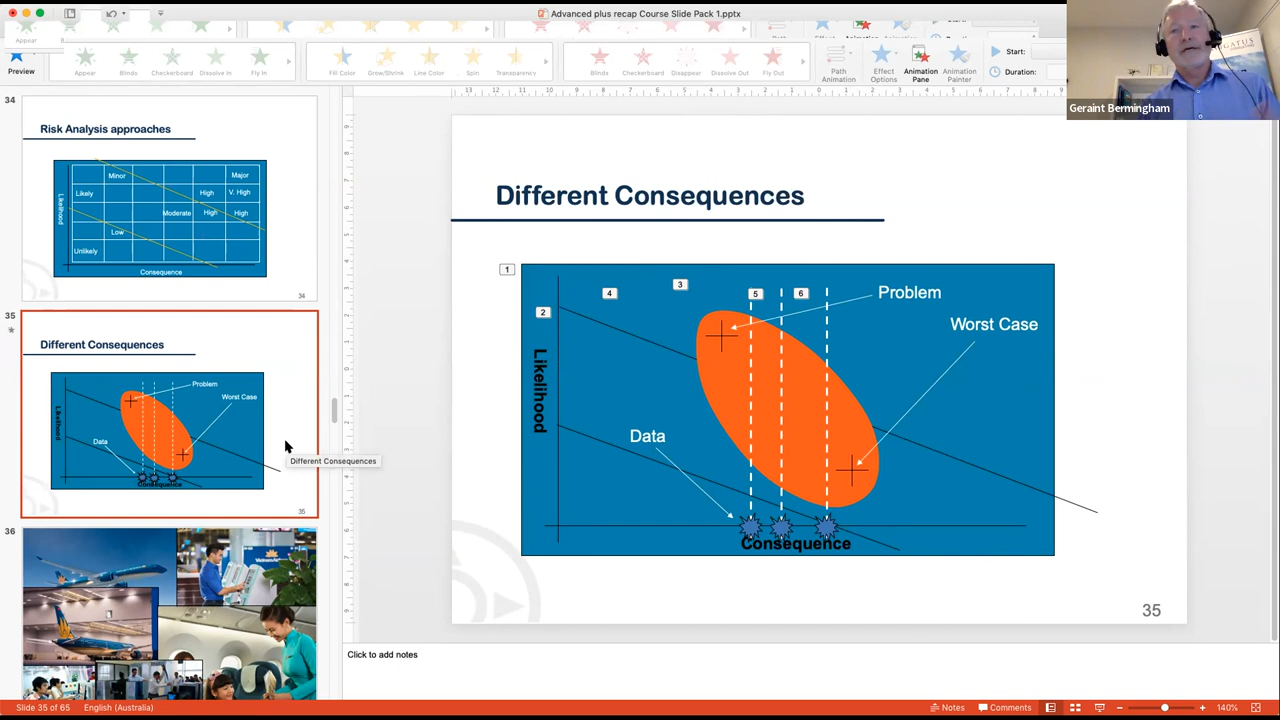 Advanced plus recap Course Slide Pack 1.pptx
Appear
Preview
Appear
Blinds
Checkerboard
Dissolve In
Fly In
Fill Color
Grow/Shrink
Line Color
Spin
Transparency
Blinds
Checkerboard
Disappear
Dissolve Out
Fly Out
Path
Animation
Effect
Options
Animation
Pane
Animation
Painter
Start:
Duration:
Geraint Bermingham
34
Risk Analysis approaches
Minor
Major
Likely
High
V. High
Likelihood
Moderate
High
High
Low
Unlikely
Consequence
34
35
Different Consequences
Problem
Worst Case
Likelihood
Data
Consequence
35
Different Consequences
36
Different Consequences
1
2
3
4
5
6
Problem
Worst Case
Likelihood
Data
Consequence
35
Click to add notes
Slide 35 of 65
English (Australia)
Notes
Comments
140%